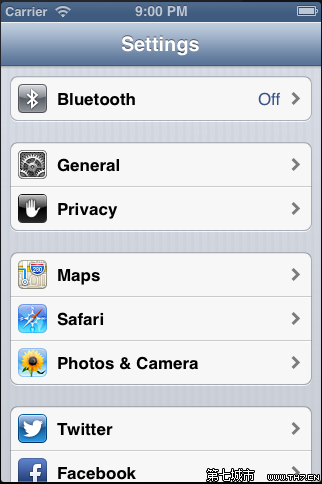 Carrier 9:00 PM
Settings
Bluetooth Off
General
Privacy
280
Maps
Safari
Photos & Camera
Twitter
Facebook
第七城市 WWW.TH7.CN